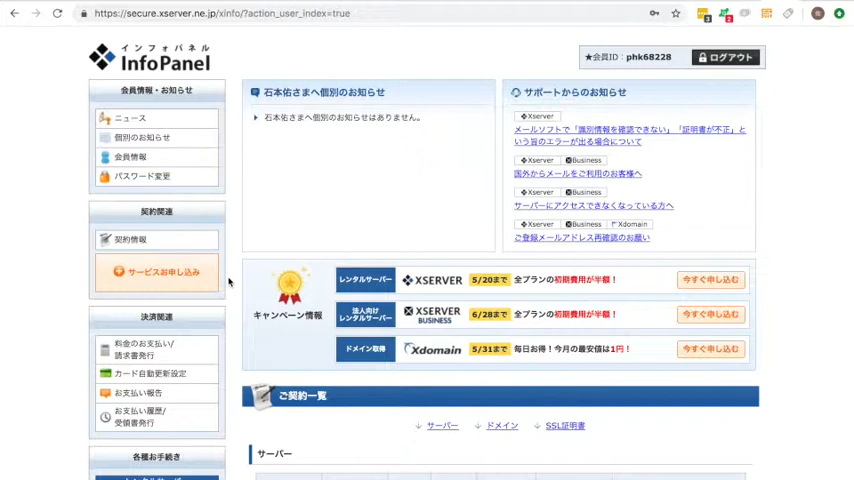 https://secure.xserver.ne.jp/xinfo/?action_user_index=true
インフォパネル
InfoPanel
★会員ID：phk68228
ログアウト
会員情報・お知らせ
ニュース
個別のお知らせ
会員情報
パスワード変更
契約関連
契約情報
サービスお申し込み
決済関連
料金のお支払い/
請求書発行
カード自動更新設定
お支払い報告
お支払い履歴/
受領書発行
各種お手続き
石本佑さまへ個別のお知らせ
石本佑さまへ個別のお知らせはありません。
サポートからのお知らせ
Xserver
メールソフトで「識別情報を確認できない」「証明書が不正」と
いう旨のエラーが出る場合について
Xserver Business
国外からメールをご利用のお客様へ
Xserver Business
サーバーにアクセスできなくなっている方へ
Xserver Business Xdomain
ご登録メールアドレス再確認のお願い
キャンペーン情報
レンタルサーバー XSERVER 5/20まで 全プランの初期費用が半額！ 今すぐ申し込む
法人向け
レンタルサーバー XSERVER BUSINESS 6/28まで 全プランの初期費用が半額！ 今すぐ申し込む
ドメイン取得 Xdomain 5/31まで 毎日お得！今月の最安値は1円！ 今すぐ申し込む
ご契約一覧
サーバー ドメイン SSL証明書
サーバー